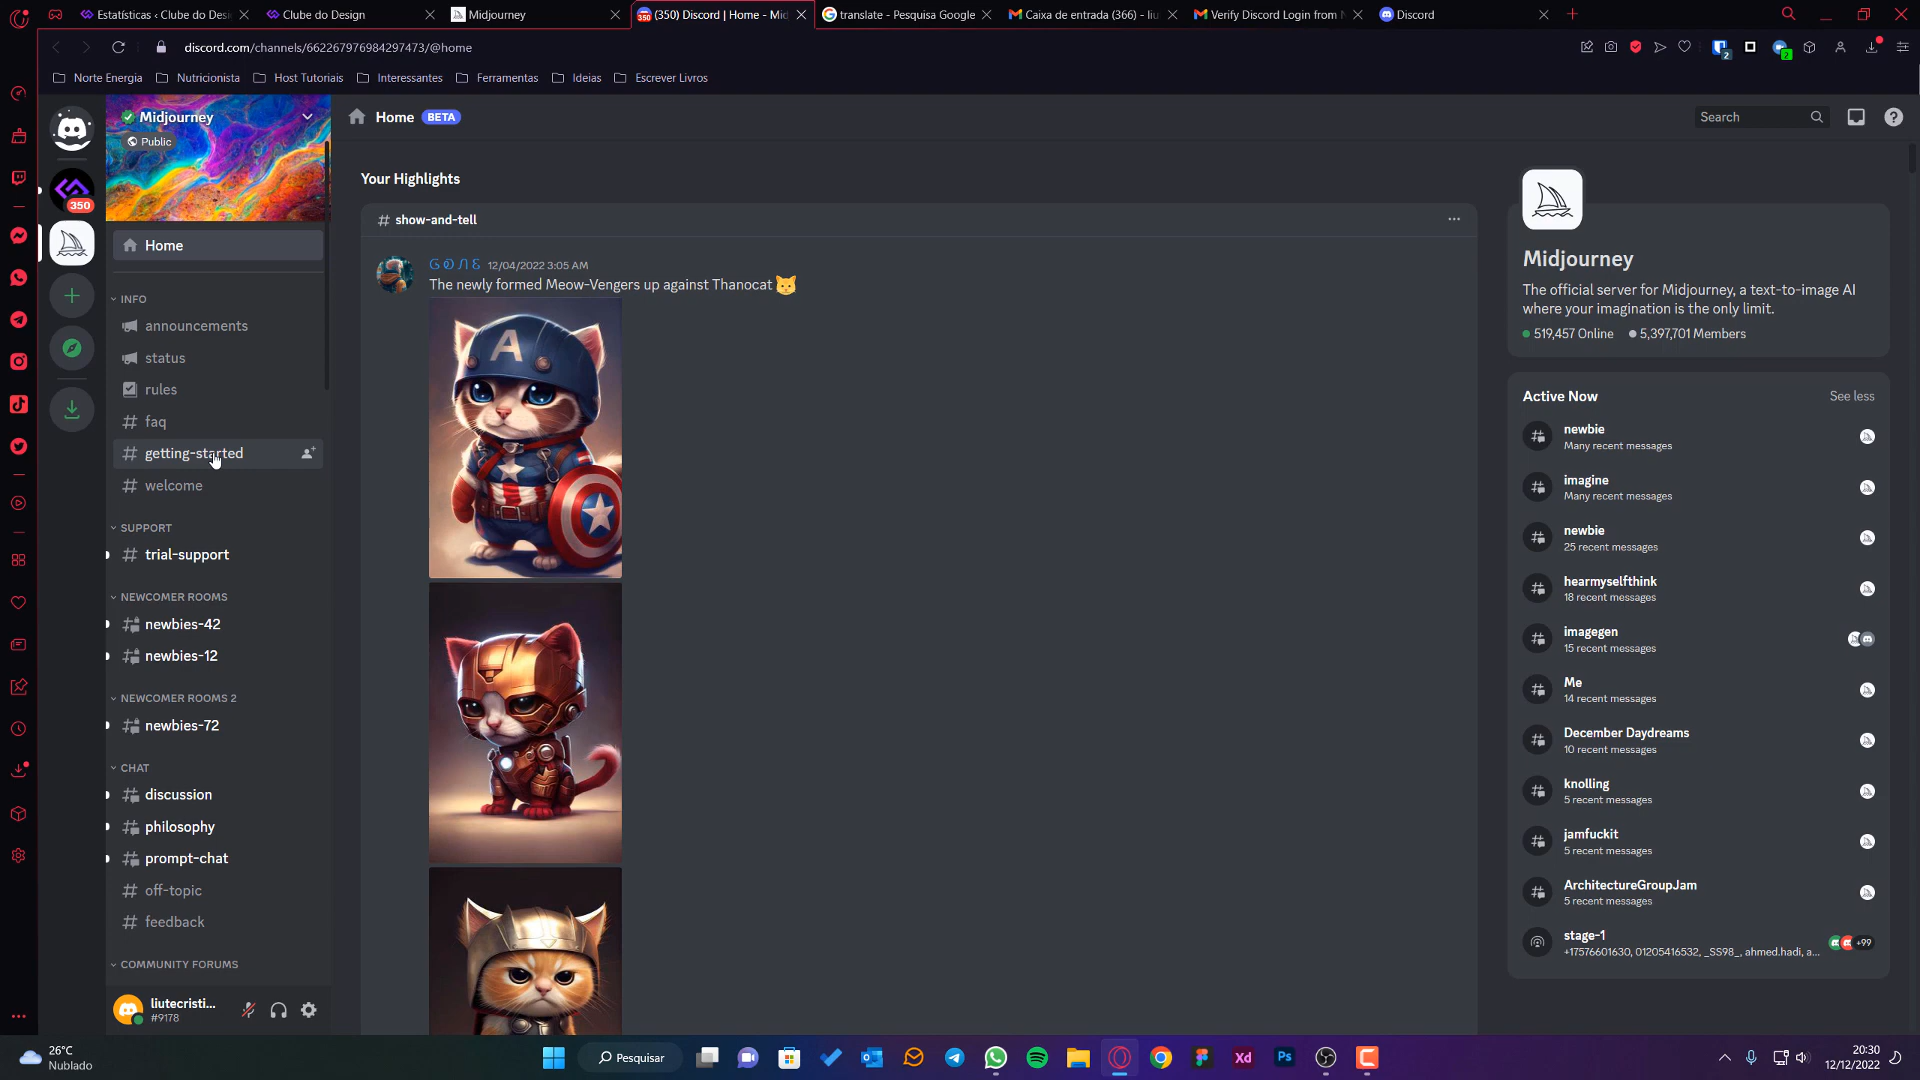 Estatísticas ‹ Clube do Desi
Clube do Design
Midjourney
(350) Discord | Home - Mid
translate - Pesquisa Google
Caixa de entrada (366) - liu
Verify Discord Login from N
Discord
discord.com/channels/662267976984297473/@home
2
2
Norte Energia
Nutricionista
Host Tutoriais
Interessantes
Ferramentas
Ideias
Escrever Livros
350
Midjourney
Public
Home
INFO
announcements
status
rules
faq
getting-started
welcome
SUPPORT
trial-support
NEWCOMER ROOMS
newbies-42
newbies-12
NEWCOMER ROOMS 2
newbies-72
CHAT
discussion
philosophy
prompt-chat
off-topic
feedback
COMMUNITY FORUMS
liutecristi...
#9178
Home BETA
Search
Your Highlights
show-and-tell
12/04/2022 3:05 AM
The newly formed Meow-Vengers up against Thanocat
A
Midjourney
The official server for Midjourney, a text-to-image AI
where your imagination is the only limit.
519,457 Online 5,397,701 Members
Active Now See less
newbie
Many recent messages
imagine
Many recent messages
newbie
25 recent messages
hearmyselfthink
18 recent messages
imagegen
15 recent messages
Me
14 recent messages
December Daydreams
10 recent messages
knolling
5 recent messages
jamfuckit
5 recent messages
ArchitectureGroupJam
5 recent messages
stage-1
+17576601630, 01205416532, _SS98_, ahmed.hadi, a...
+99
26°C
Nublado
Pesquisar
Xd
Ps
20:30
12/12/2022